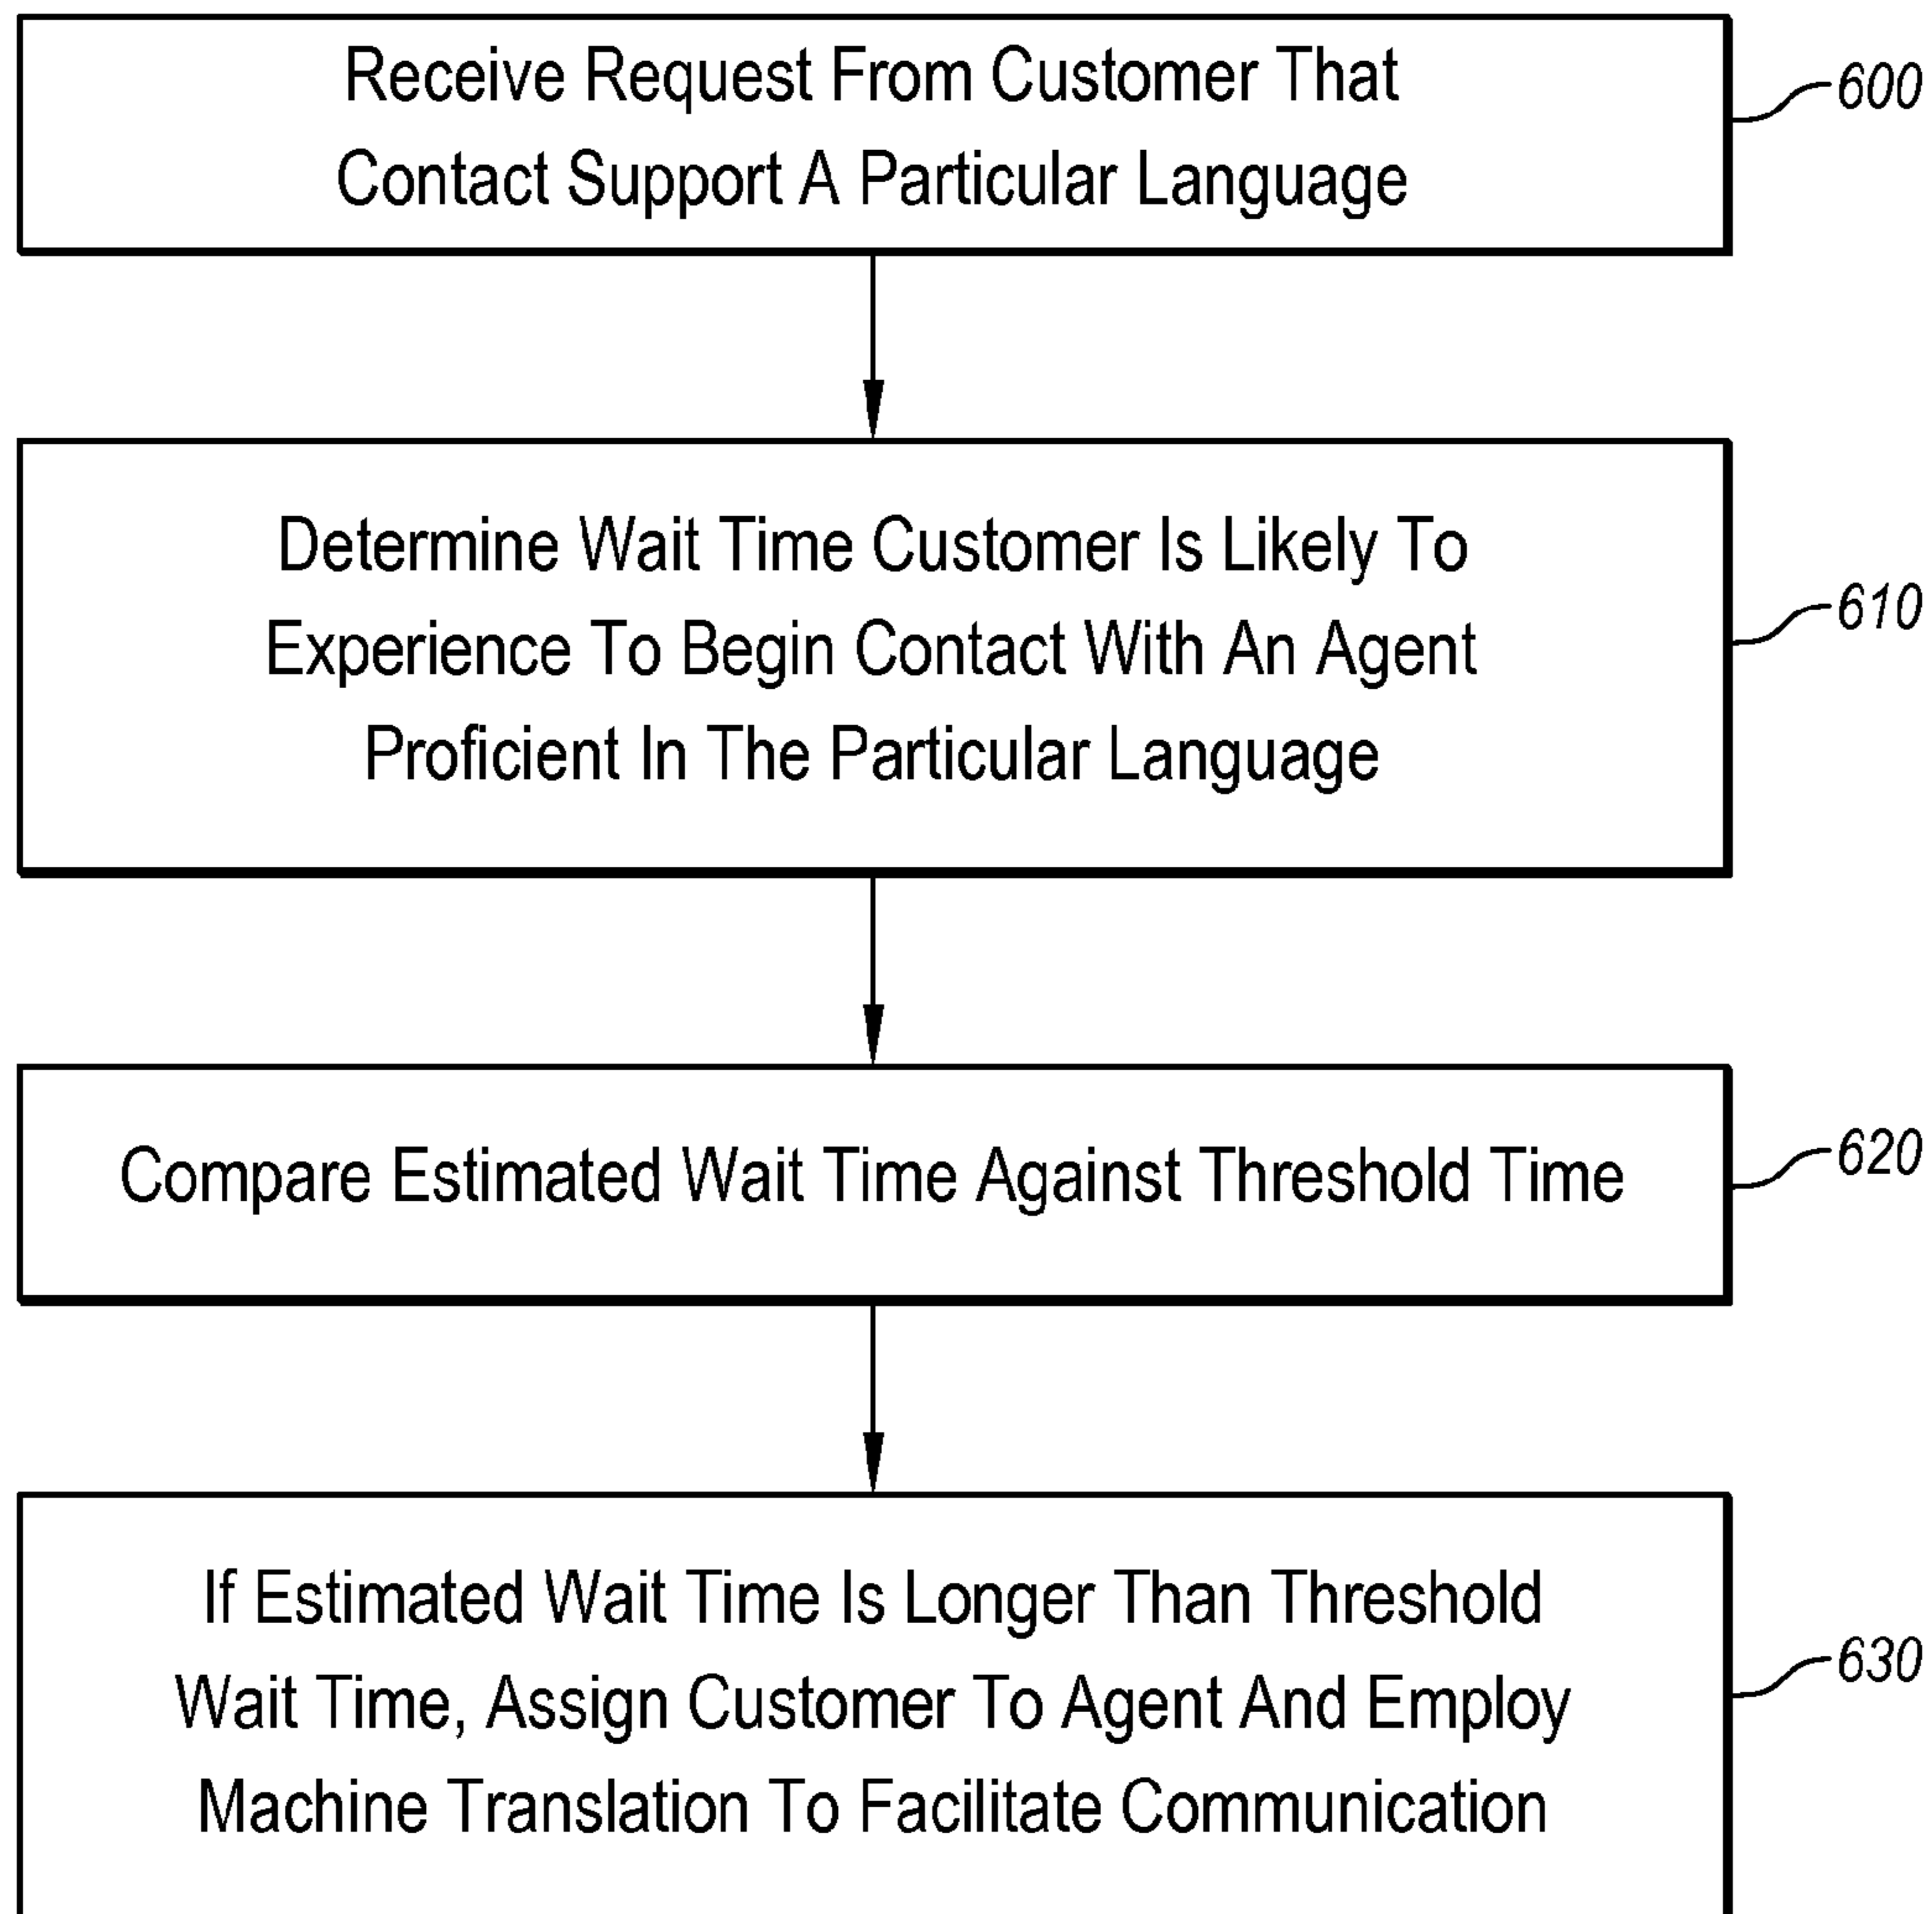 Receive Request From Customer That
Contact Support A Particular Language
600
Determine Wait Time Customer Is Likely To
Experience To Begin Contact With An Agent
Proficient In The Particular Language
610
Compare Estimated Wait Time Against Threshold Time
620
If Estimated Wait Time Is Longer Than Threshold
Wait Time, Assign Customer To Agent And Employ
Machine Translation To Facilitate Communication
630